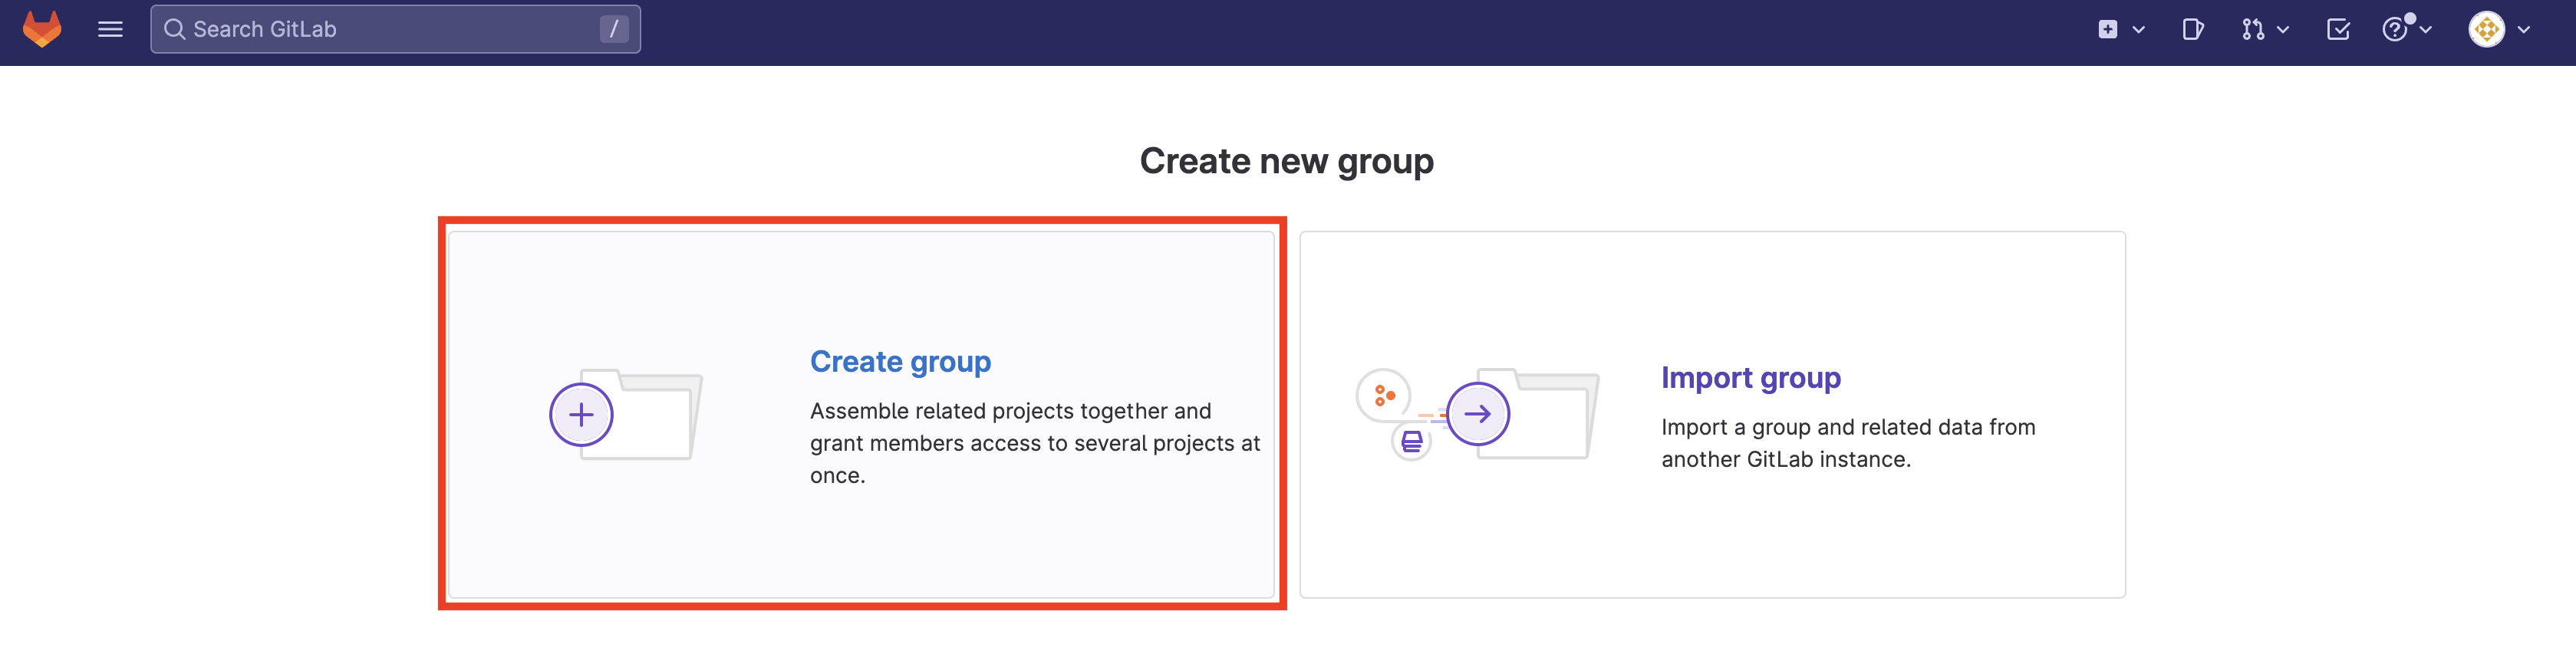 Search GitLab /
Create new group
Create group
Assemble related projects together and
grant members access to several projects at
once.
Import group
Import a group and related data from
another GitLab instance.